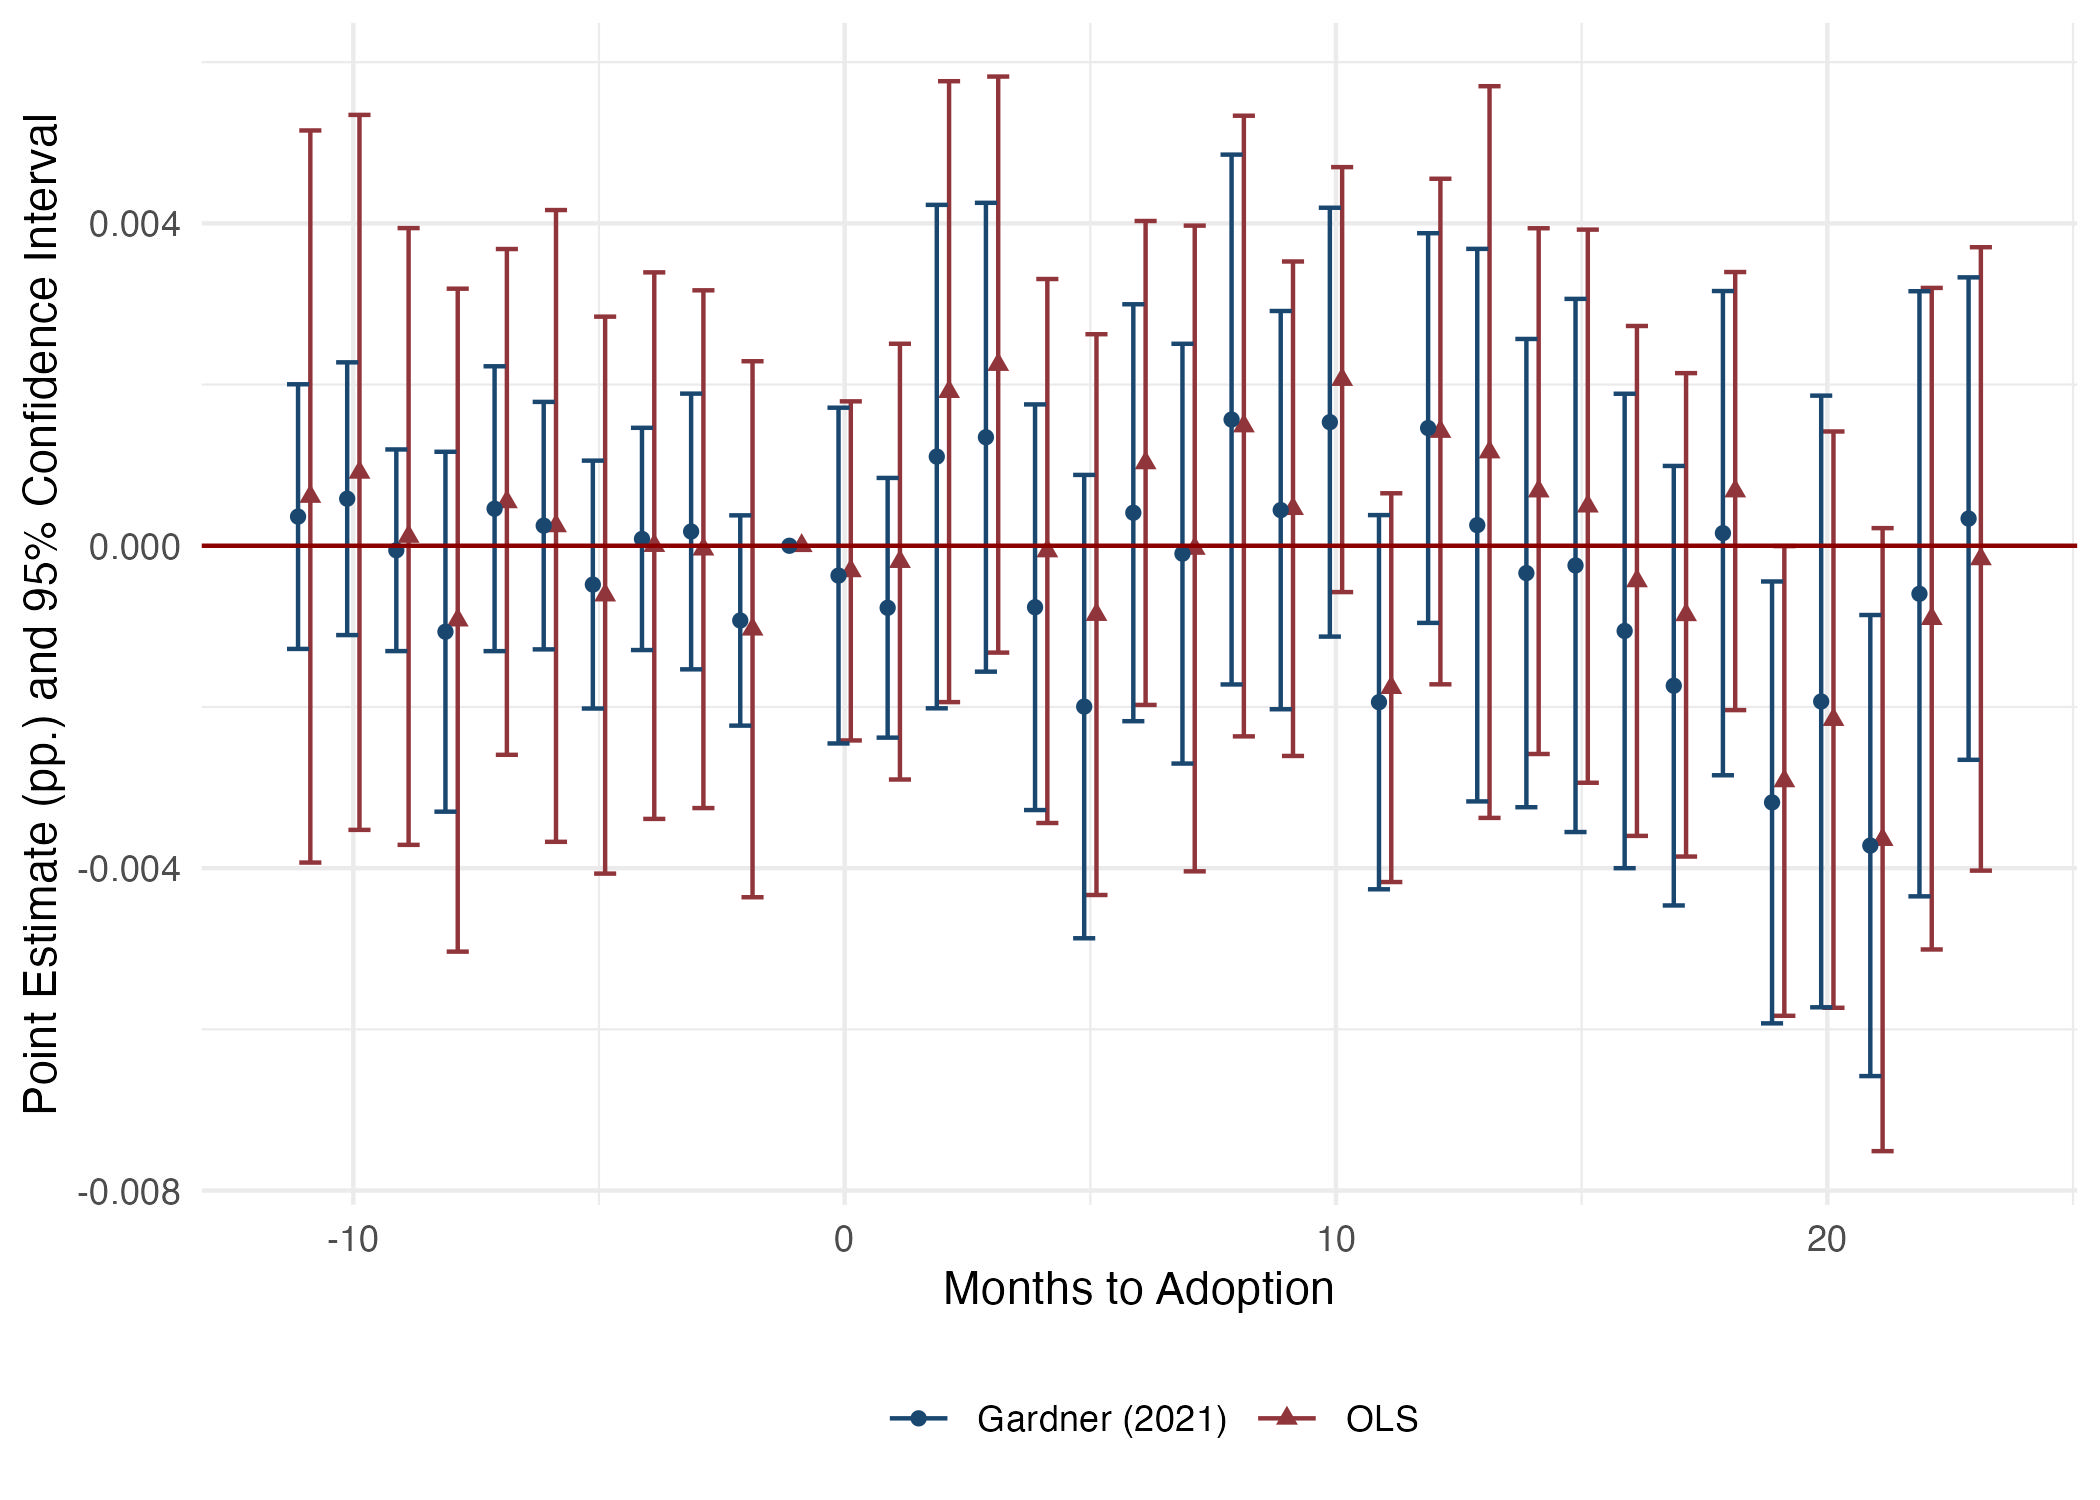 Point Estimate (pp.) and 95% Confidence Interval
0.004
0.000
-0.004
-0.008
-10 0 10 20
Months to Adoption
Gardner (2021) OLS